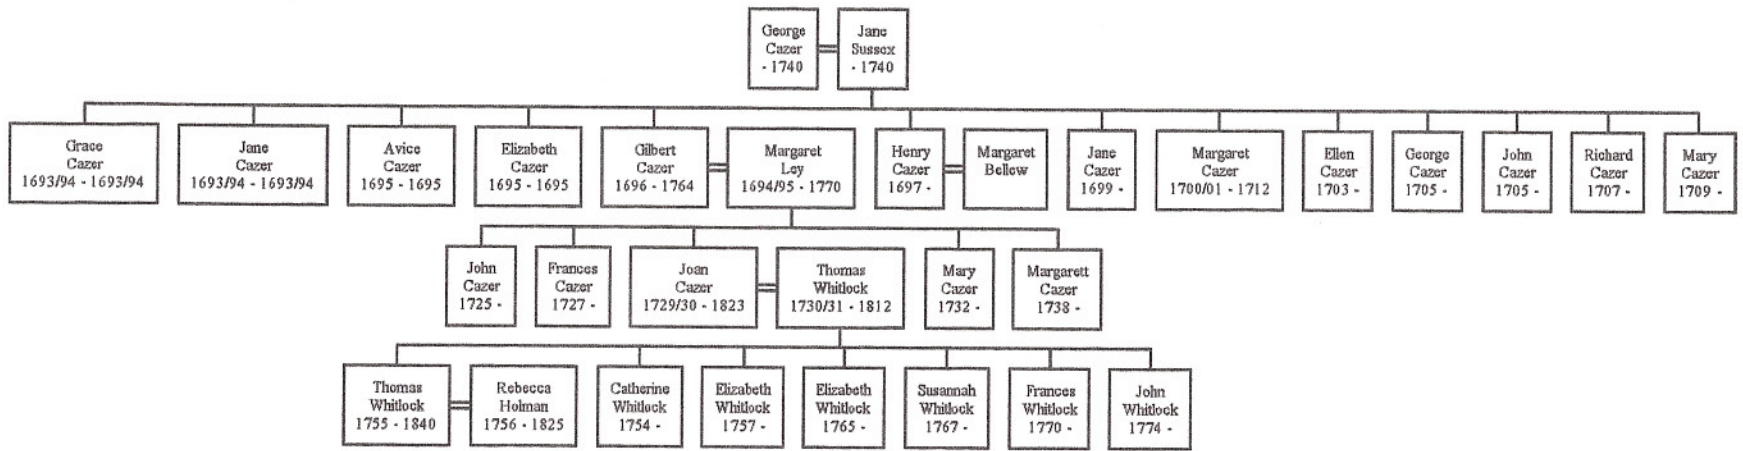 George
Cazer
- 1740
Jane
Sussex
- 1740
Grace
Cazer
1693/94 - 1693/94
Jane
Cazer
1693/94 - 1693/94
Avice
Cazer
1695 - 1695
Elizabeth
Cazer
1695 - 1695
Gilbert
Cazer
1696 - 1764
Margaret
Ley
1694/95 - 1770
Henry
Cazer
1697 -
Margaret
Bellow
Jane
Cazer
1699 -
Margaret
Cazer
1700/01 - 1712
Ellen
Cazer
1703 -
George
Cazer
1705 -
John
Cazer
1705 -
Richard
Cazer
1707 -
Mary
Cazer
1709 -
John
Cazer
1725 -
Frances
Cazer
1727 -
Joan
Cazer
1729/30 - 1823
Thomas
Whitlock
1730/31 - 1812
Mary
Cazer
1732 -
Margarett
Cazer
1738 -
Thomas
Whitlock
1755 - 1840
Rebecca
Holman
1756 - 1825
Catherine
Whitlock
1754 -
Elizabeth
Whitlock
1757 -
Elizabeth
Whitlock
1765 -
Susannah
Whitlock
1767 -
Frances
Whitlock
1770 -
John
Whitlock
1774 -